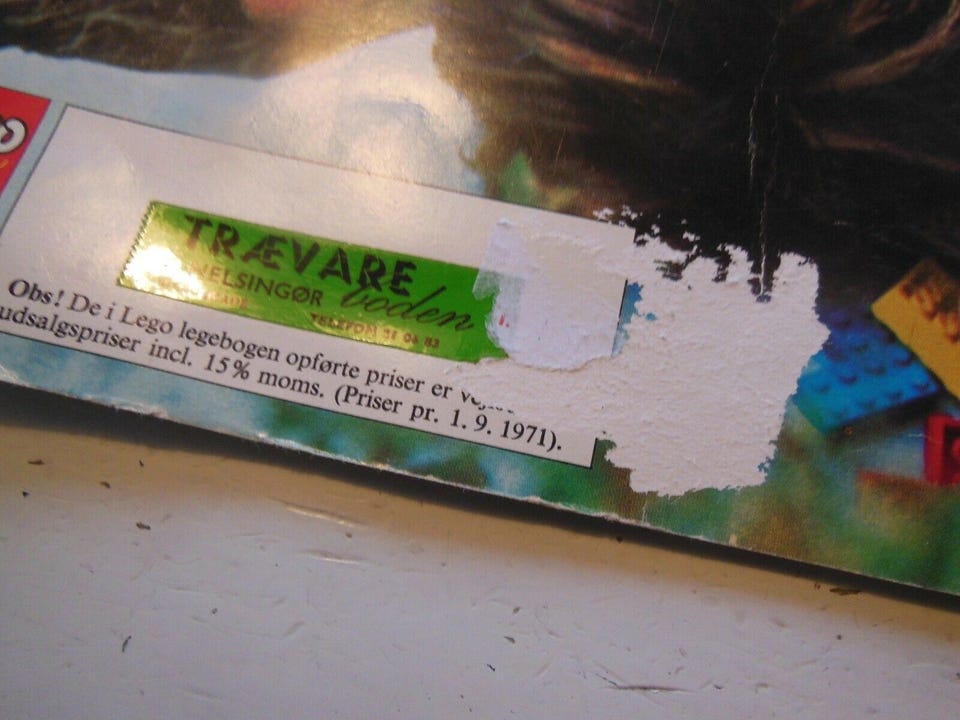 TRÆVARE
boden
HELSINGØR
TELEFON 21 06 83
Obs! De i Lego legebogen opførte priser er
udsalgspriser incl. 15% moms. (Priser pr. 1.9. 1971).